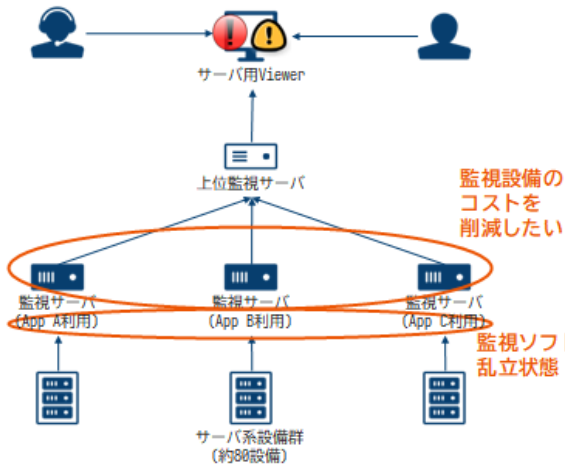 サーバ用Viewer
上位監視サーバ
監視設備の
コストを
削減したい
監視サーバ
(App A利用)
監視サーバ
(App B利用)
監視サーバ
(App C利用)
監視ソフト
乱立状態
サーバ系設備群
(約80設備)